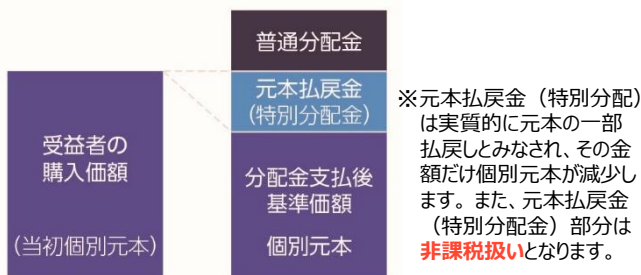 普通分配金
元本払戻金
(特別分配金)
受益者の
購入価額
(当初個別元本)
分配金支払後
基準価額
個別元本
※元本払戻金（特別分配）
は実質的に元本の一部
払戻しとみなされ、その金
額だけ個別元本が減少し
ます。また、元本払戻金
（特別分配金）部分は
非課税扱いとなります。